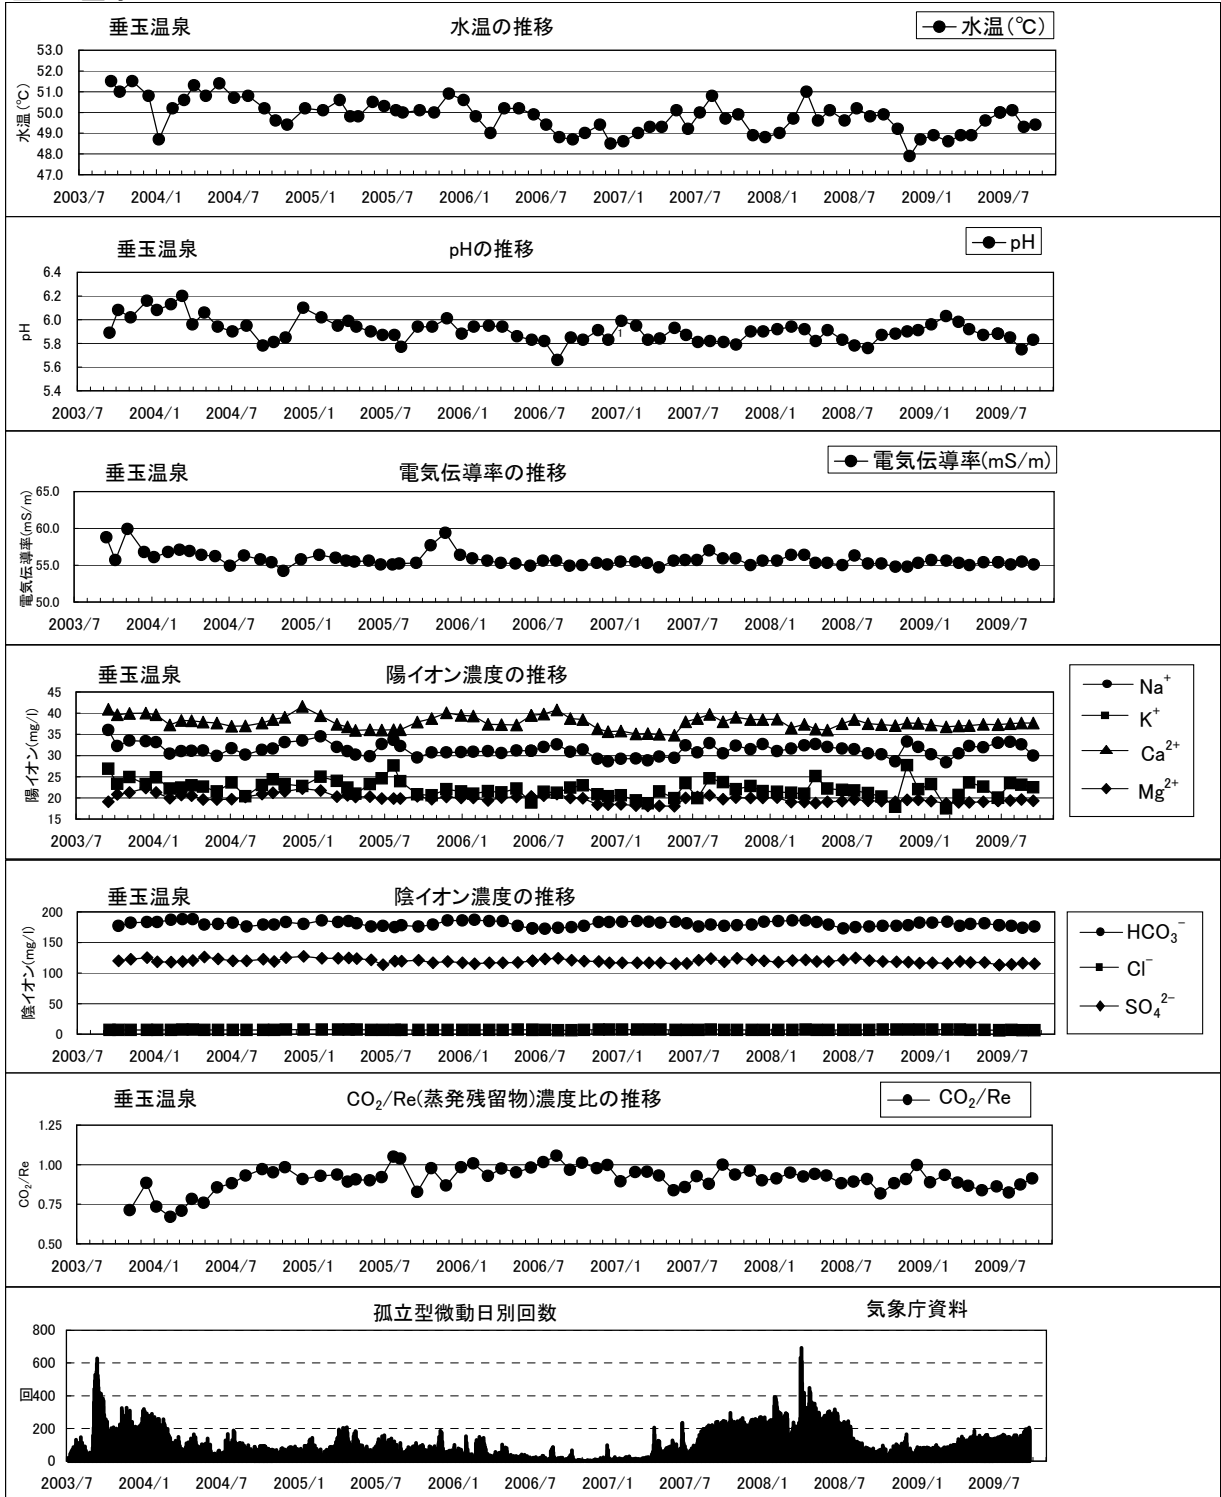 垂玉温泉 水温の推移 水温(℃)
53.0
52.0
51.0
50.0
49.0
48.0
47.0
水温(℃)
2003/7 2004/1 2004/7 2005/1 2005/7 2006/1 2006/7 2007/1 2007/7 2008/1 2008/7 2009/1 2009/7
垂玉温泉 pHの推移 pH
6.4
6.2
6.0
5.8
5.6
5.4
pH
1
2003/7 2004/1 2004/7 2005/1 2005/7 2006/1 2006/7 2007/1 2007/7 2008/1 2008/7 2009/1 2009/7
垂玉温泉 電気伝導率の推移 電気伝導率(mS/m)
65.0
60.0
55.0
50.0
電気伝導率(mS/m)
2003/7 2004/1 2004/7 2005/1 2005/7 2006/1 2006/7 2007/1 2007/7 2008/1 2008/7 2009/1 2009/7
垂玉温泉 陽イオン濃度の推移
Na⁺
K⁺
Ca²⁺
Mg²⁺
45
40
35
30
25
20
15
陽イオン(mg/l)
2003/7 2004/1 2004/7 2005/1 2005/7 2006/1 2006/7 2007/1 2007/7 2008/1 2008/7 2009/1 2009/7
垂玉温泉 陰イオン濃度の推移
HCO₃⁻
Cl⁻
SO₄²⁻
200
150
100
50
0
陰イオン(mg/l)
2003/7 2004/1 2004/7 2005/1 2005/7 2006/1 2006/7 2007/1 2007/7 2008/1 2008/7 2009/1 2009/7
垂玉温泉 CO₂/Re(蒸発残留物)濃度比の推移 CO₂/Re
1.25
1.00
0.75
0.50
CO₂/Re
2003/7 2004/1 2004/7 2005/1 2005/7 2006/1 2006/7 2007/1 2007/7 2008/1 2008/7 2009/1 2009/7
孤立型微動日別回数 気象庁資料
800
600
400
200
0
回
2003/7 2004/1 2004/7 2005/1 2005/7 2006/1 2006/7 2007/1 2007/7 2008/1 2008/7 2009/1 2009/7